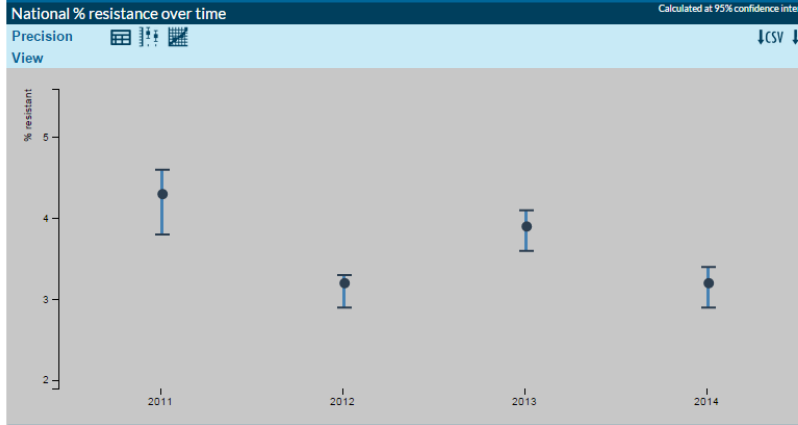 National % resistance over time
Calculated at 95% confidence inte
Precision
CSV
View
% resistant
5
4
3
2
2011
2012
2013
2014